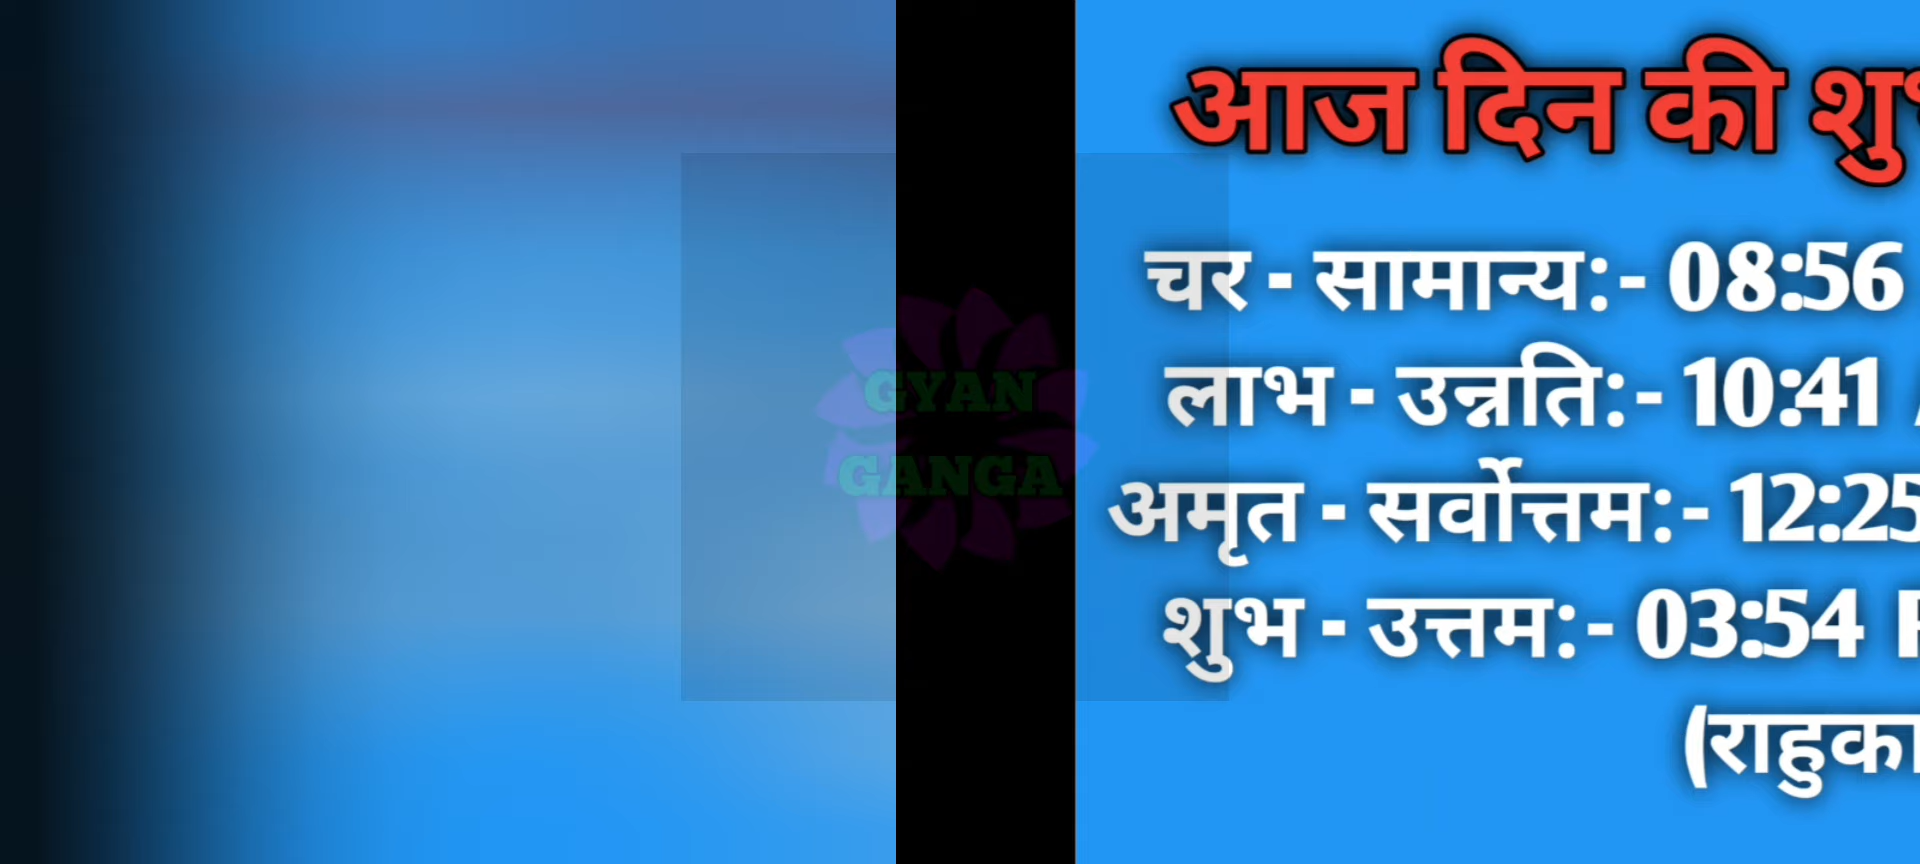 आज दिन की शुभ
चर - सामान्य:- 08:56
लाभ - उन्नति:- 10:41
अमृत - सर्वोत्तम:- 12:25
शुभ - उत्तम:- 03:54
(राहुका
GYAN
GANGA